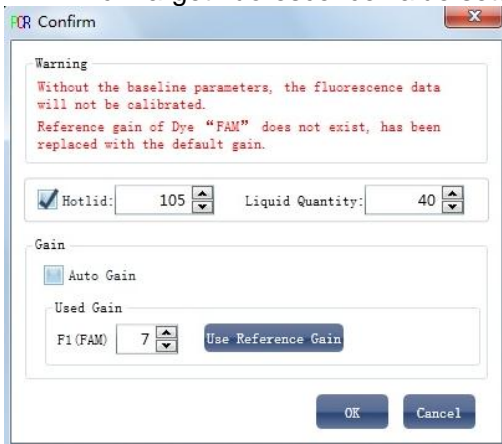 PCR Confirm
Warning
Without the baseline parameters, the fluorescence data
will not be calibrated.
Reference gain of Dye “FAM” does not exist, has been
replaced with the default gain.
Hotlid: 105 Liquid Quantity: 40
Gain
Auto Gain
Used Gain
F1(FAM) 7 Use Reference Gain
OK Cancel